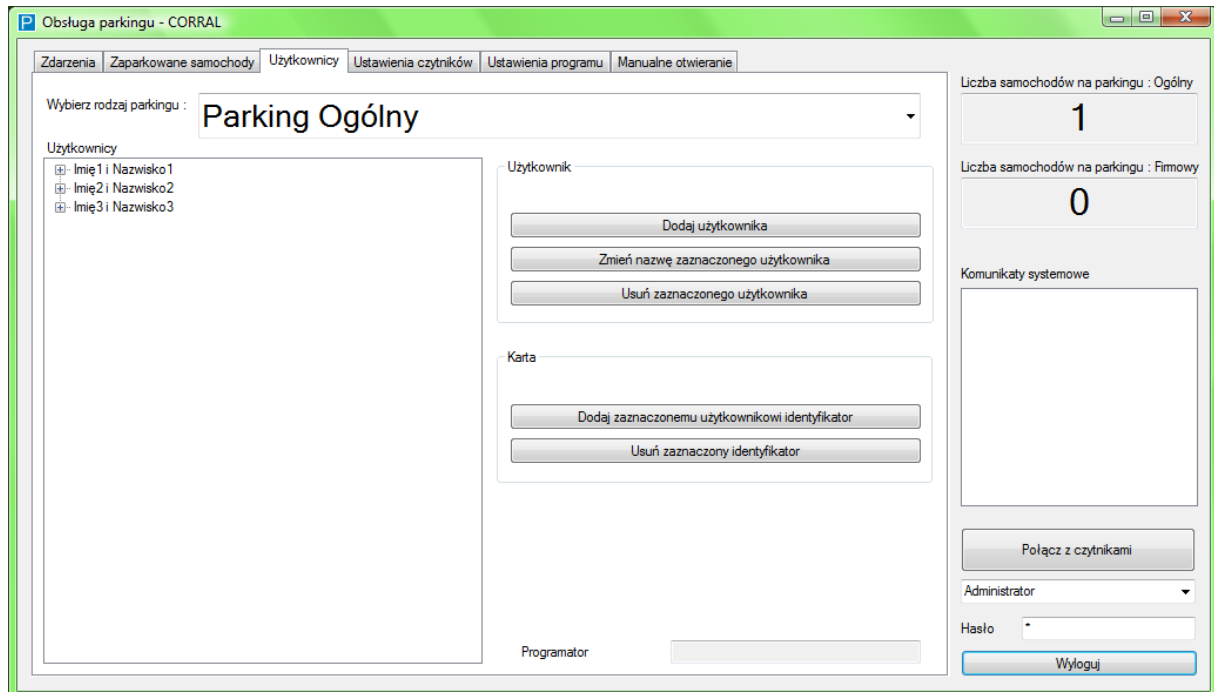 Obsługa parkingu - CORRAL
Zdarzenia
Zaparkowane samochody
Użytkownicy
Ustawienia czytników
Ustawienia programu
Manualne otwieranie
Wybierz rodzaj parkingu :
Parking Ogólny
Użytkownicy
Imię1 i Nazwisko1
Imię2 i Nazwisko2
Imię3 i Nazwisko3
Użytkownik
Dodaj użytkownika
Zmień nazwę zaznaczonego użytkownika
Usuń zaznaczonego użytkownika
Karta
Dodaj zaznaczonemu użytkownikowi identyfikator
Usuń zaznaczony identyfikator
Programator
Liczba samochodów na parkingu : Ogólny
1
Liczba samochodów na parkingu : Firmowy
0
Komunikaty systemowe
Połącz z czytnikami
Administrator
Hasło *
Wyloguj